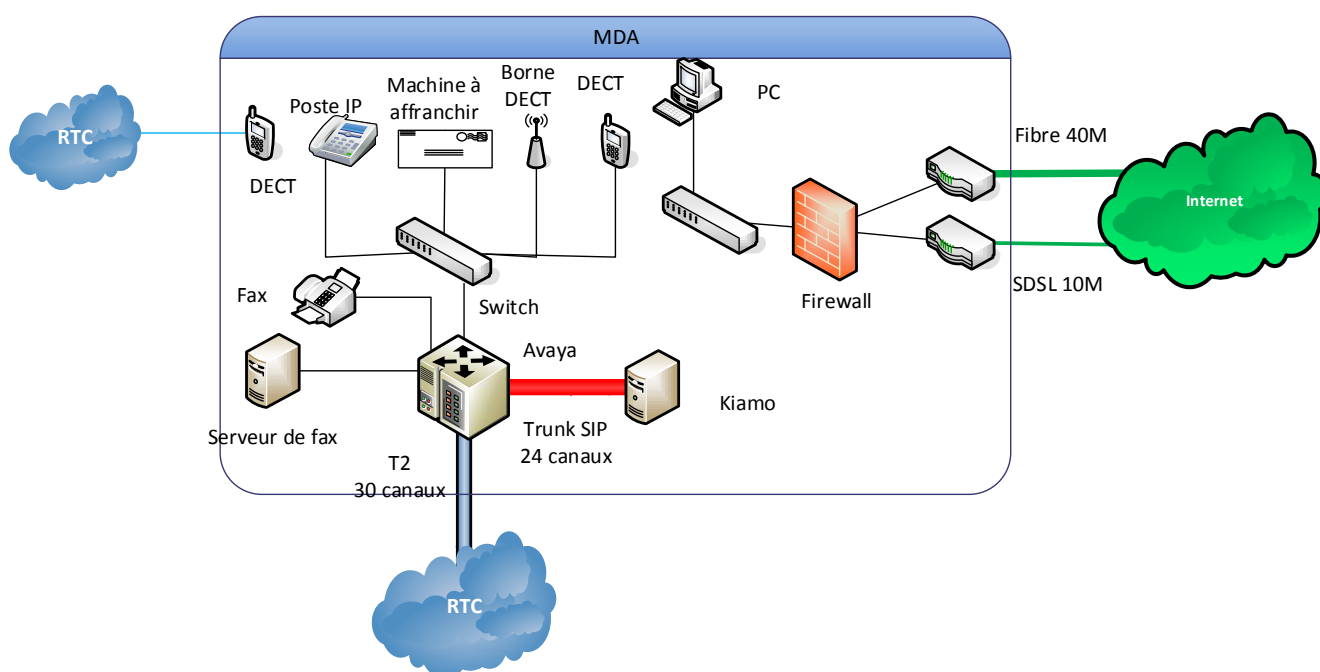 MDA
RTC
DECT
Poste IP
Machine à
affranchir
Borne
DECT
DECT
PC
Fibre 40M
Internet
SDSL 10M
Firewall
Switch
Fax
Serveur de fax
Avaya
Trunk SIP
24 canaux
Kiamo
T2
30 canaux
RTC